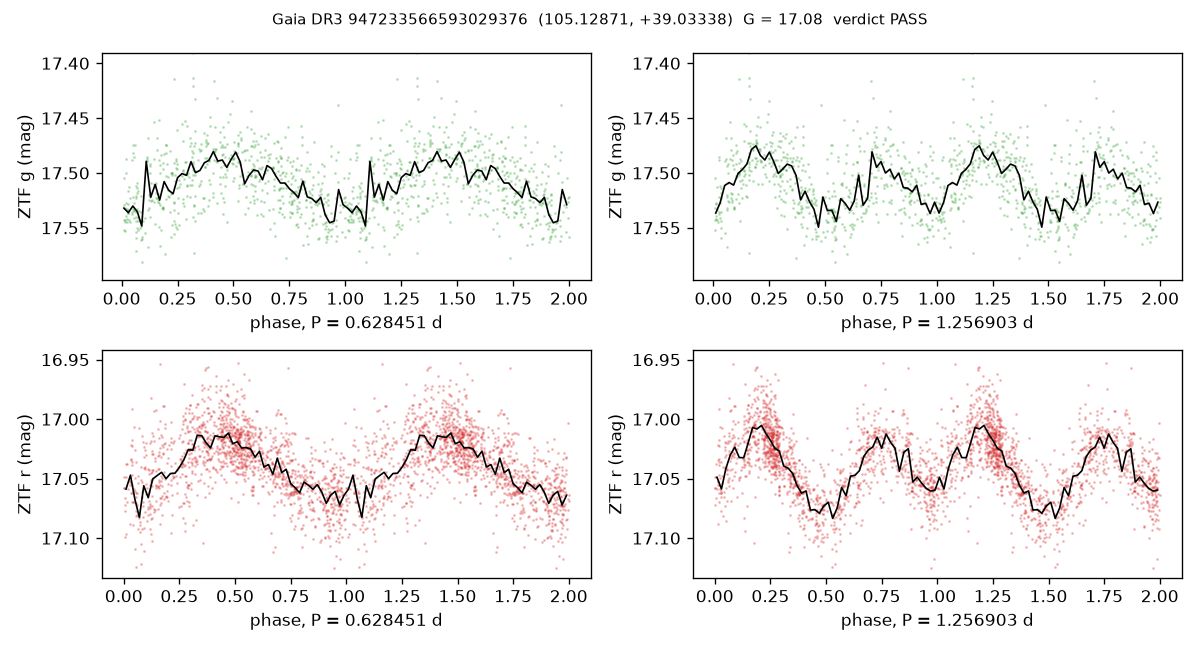 Gaia DR3 947233566593029376  (105.12871, +39.03338)  G = 17.08  verdict PASS
ZTF g (mag)
17.40
17.45
17.50
17.55
0.00 0.25 0.50 0.75 1.00 1.25 1.50 1.75 2.00
phase, P = 0.628451 d
ZTF g (mag)
17.40
17.45
17.50
17.55
0.00 0.25 0.50 0.75 1.00 1.25 1.50 1.75 2.00
phase, P = 1.256903 d
ZTF r (mag)
16.95
17.00
17.05
17.10
0.00 0.25 0.50 0.75 1.00 1.25 1.50 1.75 2.00
phase, P = 0.628451 d
ZTF r (mag)
16.95
17.00
17.05
17.10
0.00 0.25 0.50 0.75 1.00 1.25 1.50 1.75 2.00
phase, P = 1.256903 d